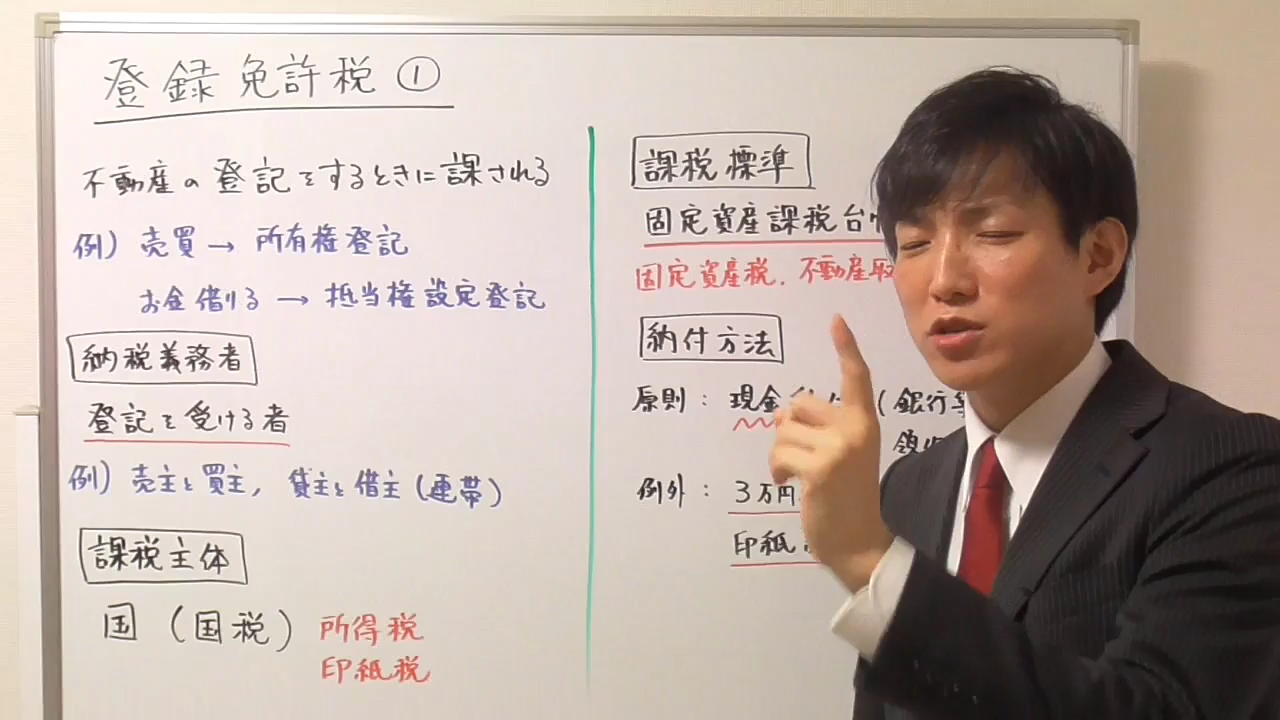 登録免許税 ①
不動産の登記をするときに課される
例) 売買 → 所有権登記
お金借りる → 抵当権設定登記
納税義務者
登記を受ける者
例) 売主と買主, 貸主と借主(連帯)
課税主体
国 (国税) 所得税
印紙税
課税標準
固定資産課税台
固定資産税. 不動産取
納付方法
原則: 現金 (銀行等
領収
例外: 3万円
印紙